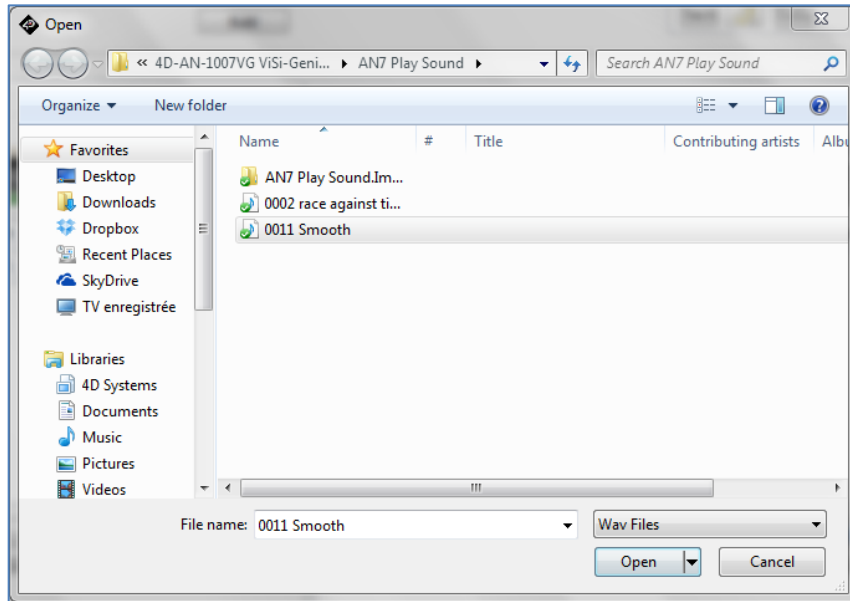 Open
« 4D-AN-1007VG ViSi-Geni... ▸ AN7 Play Sound ▸ Search AN7 Play Sound
Organize New folder
Name # Title Contributing artists Albu
Favorites
Desktop
Downloads
Dropbox
Recent Places
SkyDrive
TV enregistrée
Libraries
4D Systems
Documents
Music
Pictures
Videos
AN7 Play Sound.Im...
0002 race against ti...
0011 Smooth
File name: 0011 Smooth Wav Files
Open Cancel